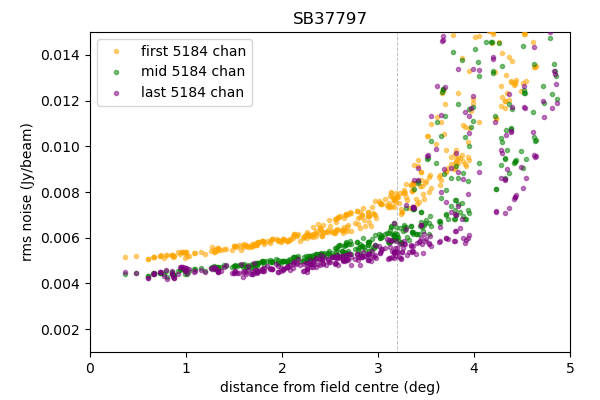 SB37797
first 5184 chan
mid 5184 chan
last 5184 chan
rms noise (Jy/beam)
0.014
0.012
0.010
0.008
0.006
0.004
0.002
0 1 2 3 4 5
distance from field centre (deg)